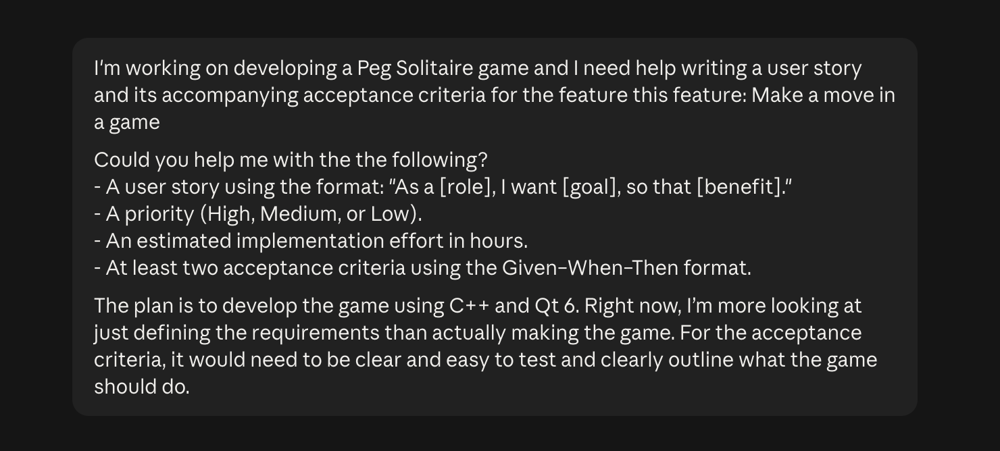 I'm working on developing a Peg Solitaire game and I need help writing a user story
and its accompanying acceptance criteria for the feature this feature: Make a move in
a game
Could you help me with the the following?
- A user story using the format: "As a [role], I want [goal], so that [benefit]."
- A priority (High, Medium, or Low).
- An estimated implementation effort in hours.
- At least two acceptance criteria using the Given–When–Then format.
The plan is to develop the game using C++ and Qt 6. Right now, I’m more looking at
just defining the requirements than actually making the game. For the acceptance
criteria, it would need to be clear and easy to test and clearly outline what the game
should do.